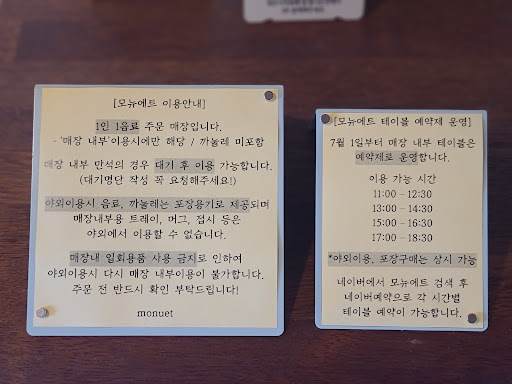 [모뉴에트 이용안내]
1인 1음료 주문 매장입니다.
- '매장 내부'이용시에만 해당 / 까눌레 미포함
매장 내부 만석의 경우 대기 후 이용 가능합니다.
(대기명단 작성 꼭 요청해주세요!)
야외이용시 음료, 까눌레는 포장용기로 제공되며
매장내부용 트레이, 머그, 접시 등은
야외에서 이용할 수 없습니다.
매장내 일회용품 사용 금지로 인하여
야외이용시 다시 매장 내부이용이 불가합니다.
주문 전 반드시 확인 부탁드립니다!
monuet
[모뉴에트 테이블 예약제 운영]
7월 1일부터 매장 내부 테이블은
예약제로 운영합니다.
이용 가능 시간
11:00 – 12:30
13:00 – 14:30
15:00 – 16:30
17:00 – 18:30
*야외이용, 포장구매는 상시 가능
네이버에서 모뉴에트 검색 후
네이버예약으로 각 시간별
테이블 예약이 가능합니다.